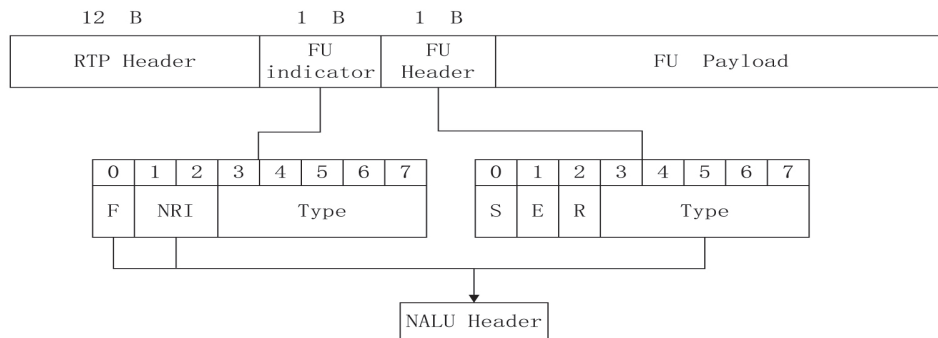 12 B 1 B 1 B
RTP Header
FU indicator
FU Header
FU Payload
0 1 2 3 4 5 6 7
F NRI Type
0 1 2 3 4 5 6 7
S E R Type
NALU Header